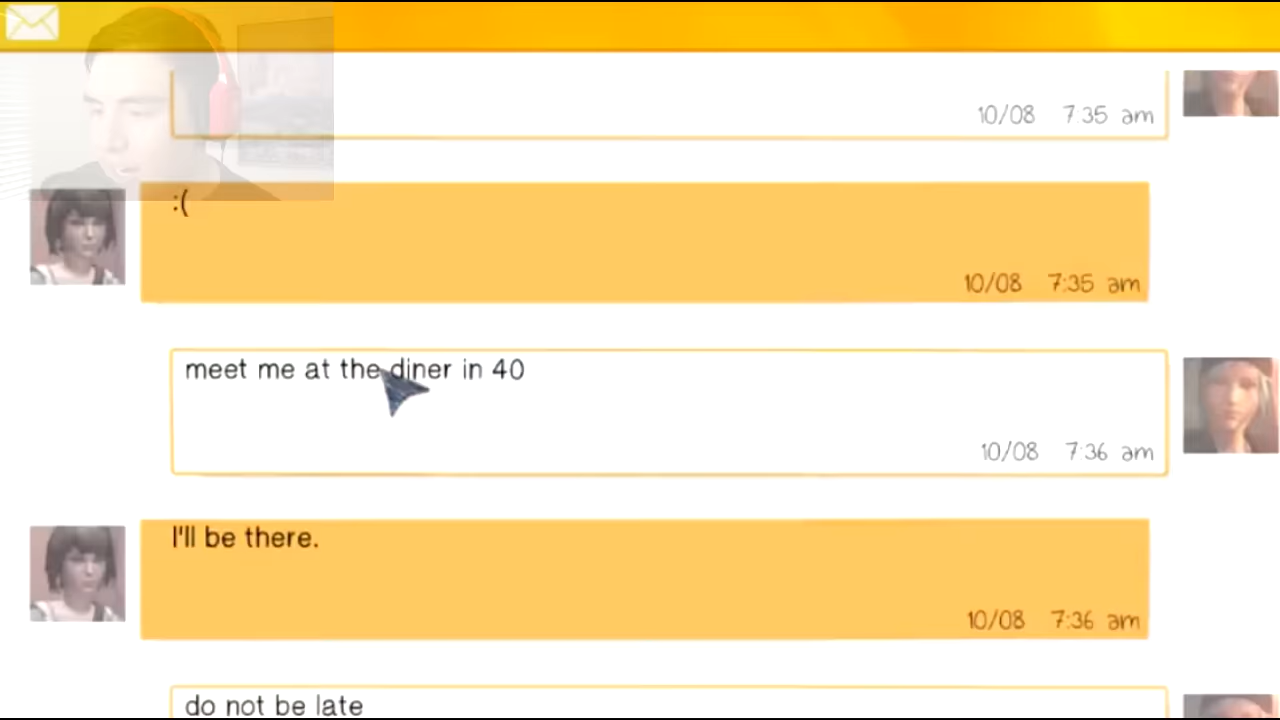 10/08 7:35 am
:(
10/08 7:35 am
meet me at the diner in 40
10/08 7:36 am
I'll be there.
10/08 7:36 am
do not be late